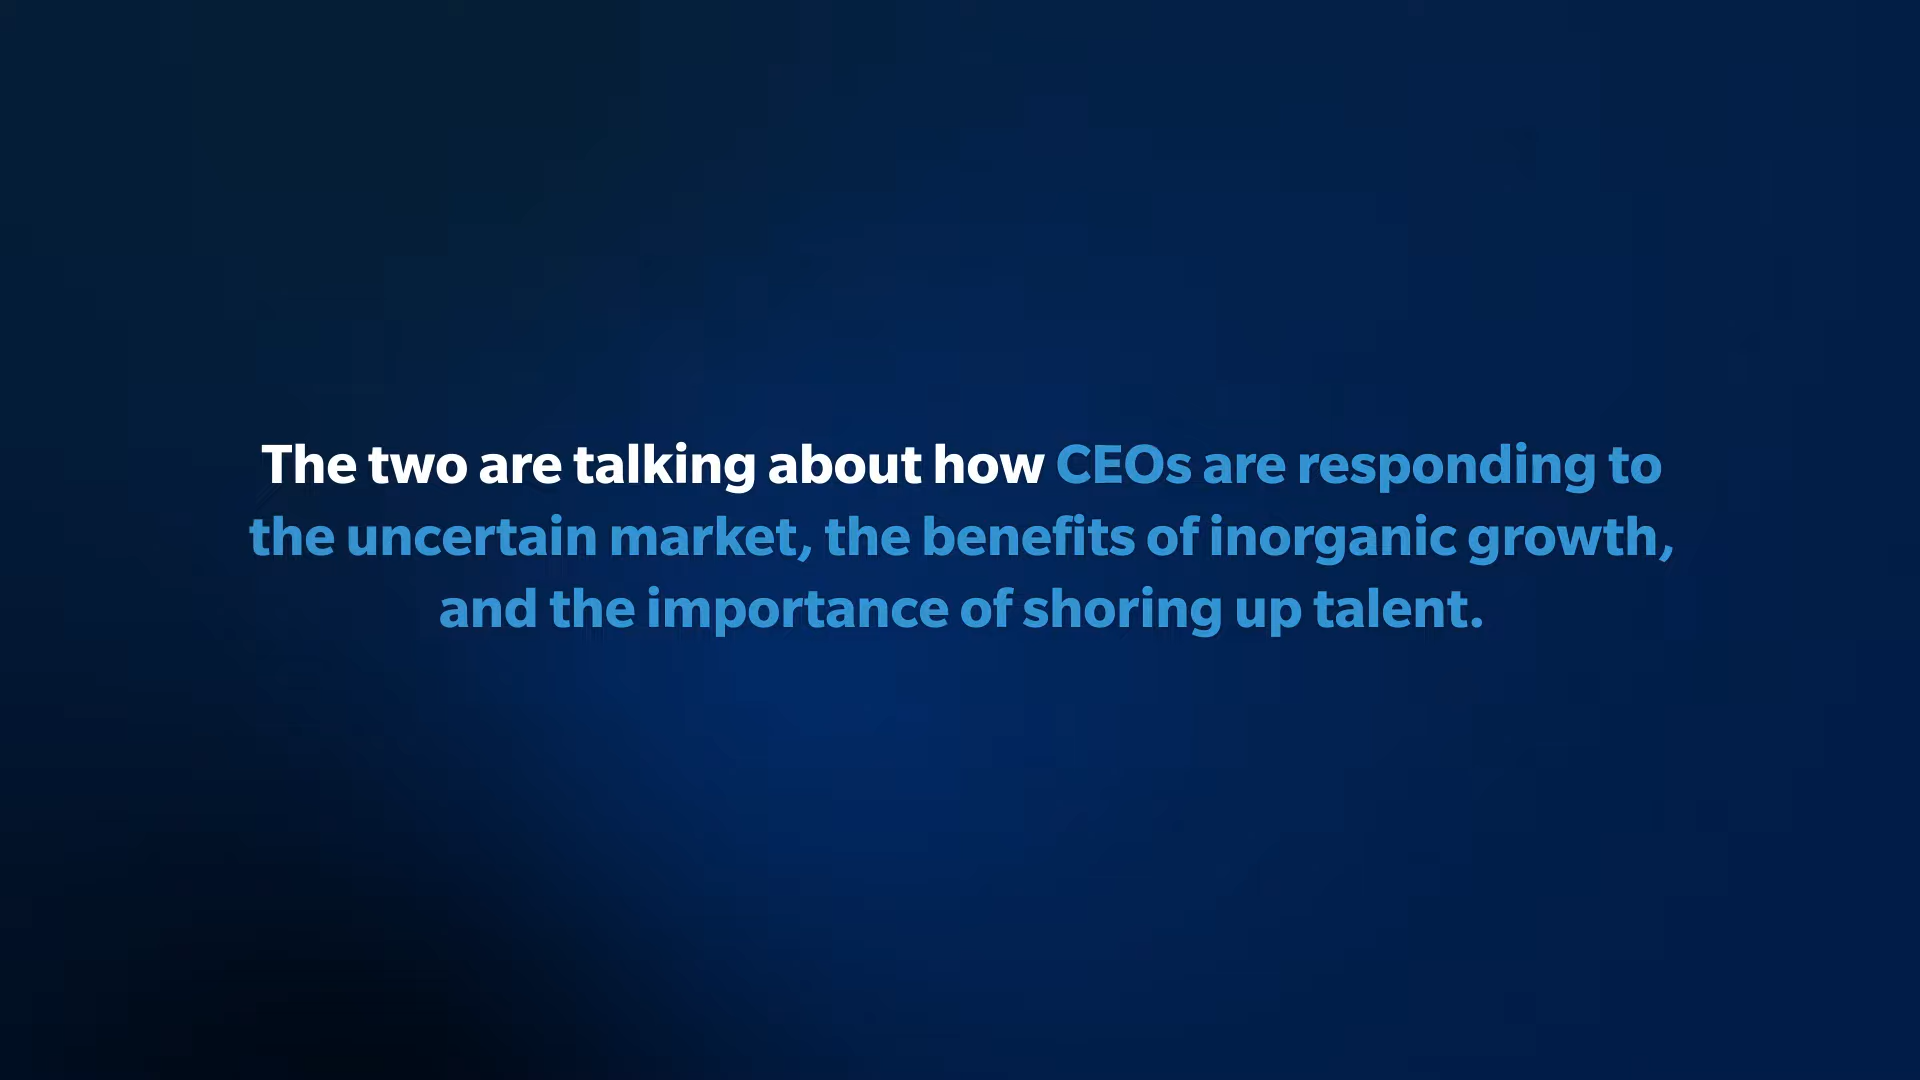 The two are talking about how CEOs are responding to
the uncertain market, the benefits of inorganic growth,
and the importance of shoring up talent.